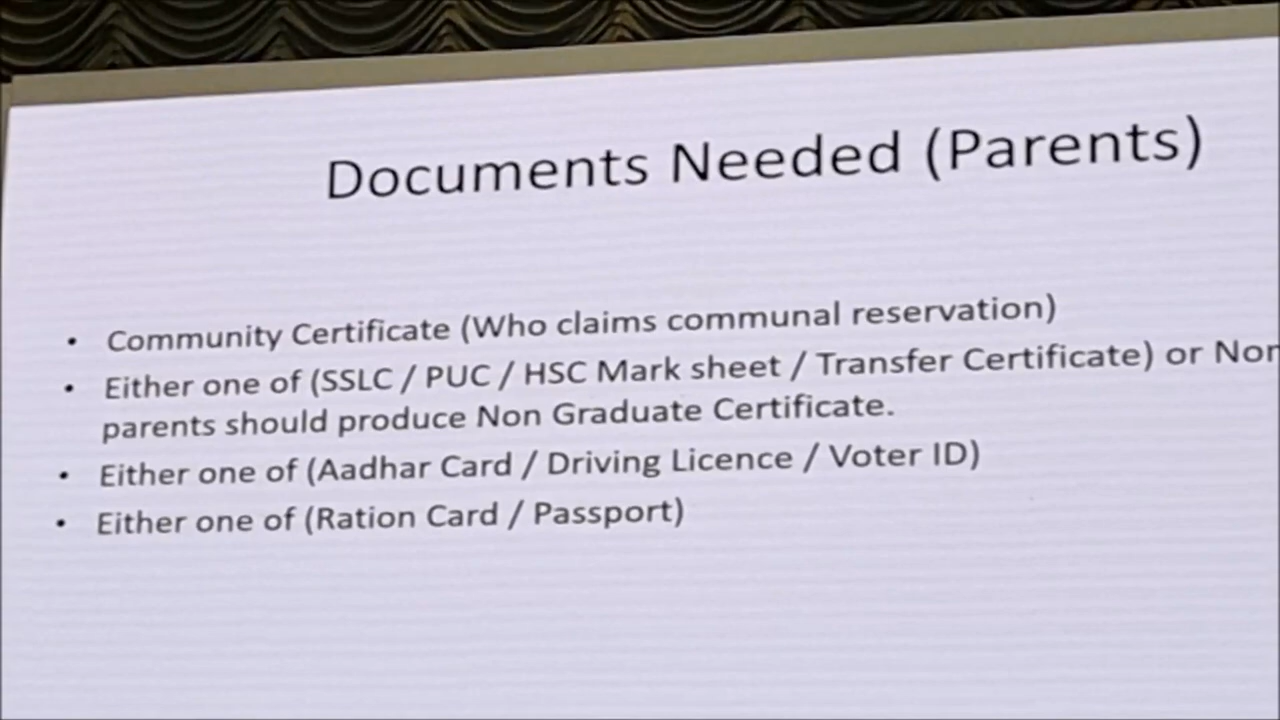 Documents Needed (Parents)
• Community Certificate (Who claims communal reservation)
• Either one of (SSLC / PUC / HSC Mark sheet / Transfer Certificate) or
parents should produce Non Graduate Certificate.
• Either one of (Aadhar Card / Driving Licence / Voter ID)
• Either one of (Ration Card / Passport)